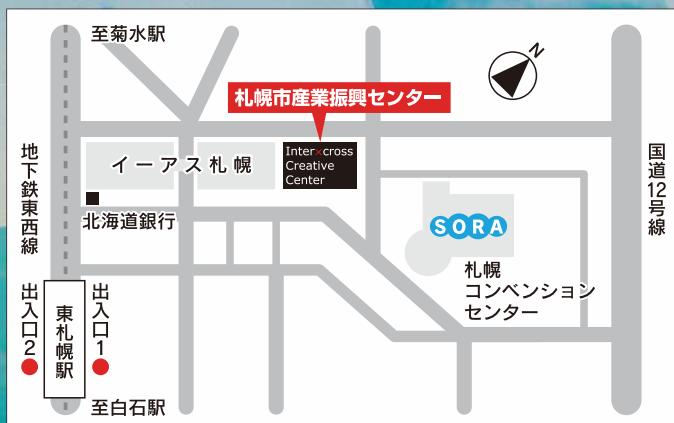 至菊水駅
N
札幌市産業振興センター
Inter×cross
Creative
Center
イーアス札幌
地下鉄東西線
国道12号線
北海道銀行
SORA
札幌
コンベンション
センター
出入口2
東札幌駅
出入口1
至白石駅